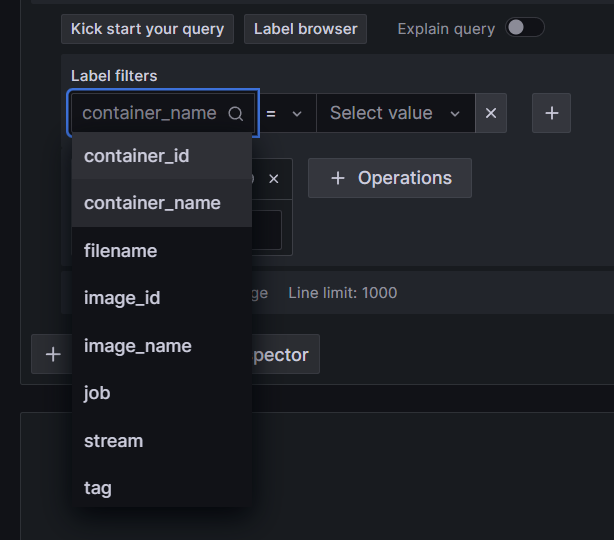 Kick start your query Label browser Explain query
Label filters
container_name = Select value
container_id
container_name
Operations
filename
image_id
ge Line limit: 1000
image_name
pector
job
stream
tag